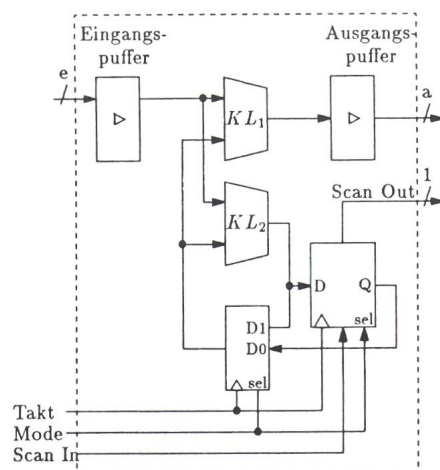 Eingangs-
puffer
Ausgangs-
puffer
e
a
KL1
1
Scan Out
KL2
D
Q
sel
D1
D0
sel
Takt
Mode
Scan In